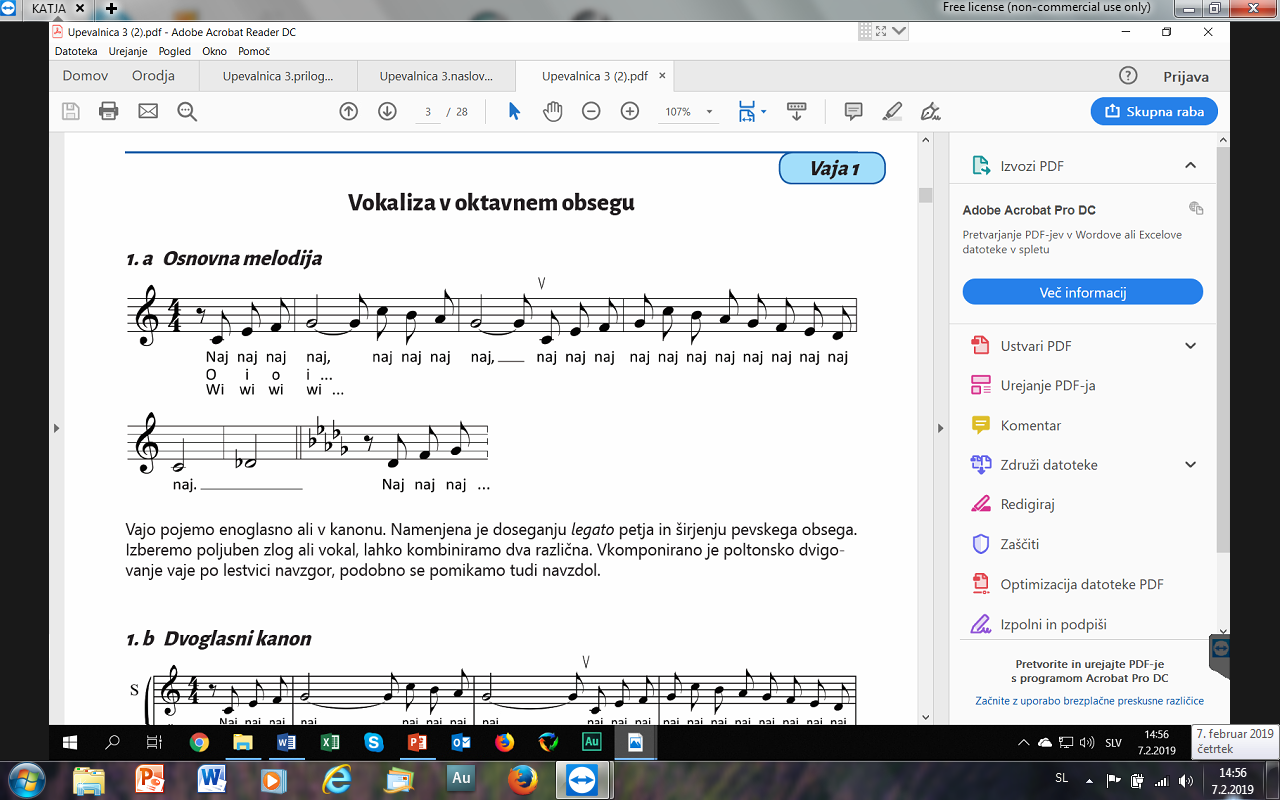 KATJA
Free license (non-commercial use only)
Upevalnica 3 (2).pdf - Adobe Acrobat Reader DC
Datoteka Urejanje Pogled Okno Pomoč
Domov Orodja Upevalnica 3.prilog... Upevalnica 3.naslov... Upevalnica 3 (2).pdf Prijava
3 / 28 107% Skupna raba
Vaja 1
Vokaliza v oktavnem obsegu
1. a Osnovna melodija
4
4
Naj naj naj naj, naj naj naj naj, naj naj naj naj naj naj naj naj naj naj naj
O i o i ...
Wi wi wi wi ...
naj. Naj naj naj ...
Vajo pojemo enoglasno ali v kanonu. Namenjena je doseganju legato petja in širjenju pevskega obsega.
Izberemo poljuben zlog ali vokal, lahko kombiniramo dva različna. Vkomponirano je poltonsko dvigo-
vanje vaje po lestvici navzgor, podobno se pomikamo tudi navzdol.
1. b Dvoglasni kanon
S
4
4
Izvozi PDF
Adobe Acrobat Pro DC
Pretvarjanje PDF-jev v Wordove ali Excelove
datoteke v spletu
Več informacij
Ustvari PDF
Urejanje PDF-ja
Komentar
Združi datoteke
Redigiraj
Zaščiti
Optimizacija datoteke PDF
Izpolni in podpiši
Pretvorite in urejajte PDF-je
s programom Acrobat Pro DC
Začnite z uporabo brezplačne preskusne različice
Au
SLV
14:56
7.2.2019
7. februar 2019
četrtek
Au
SL
14:56
7.2.2019